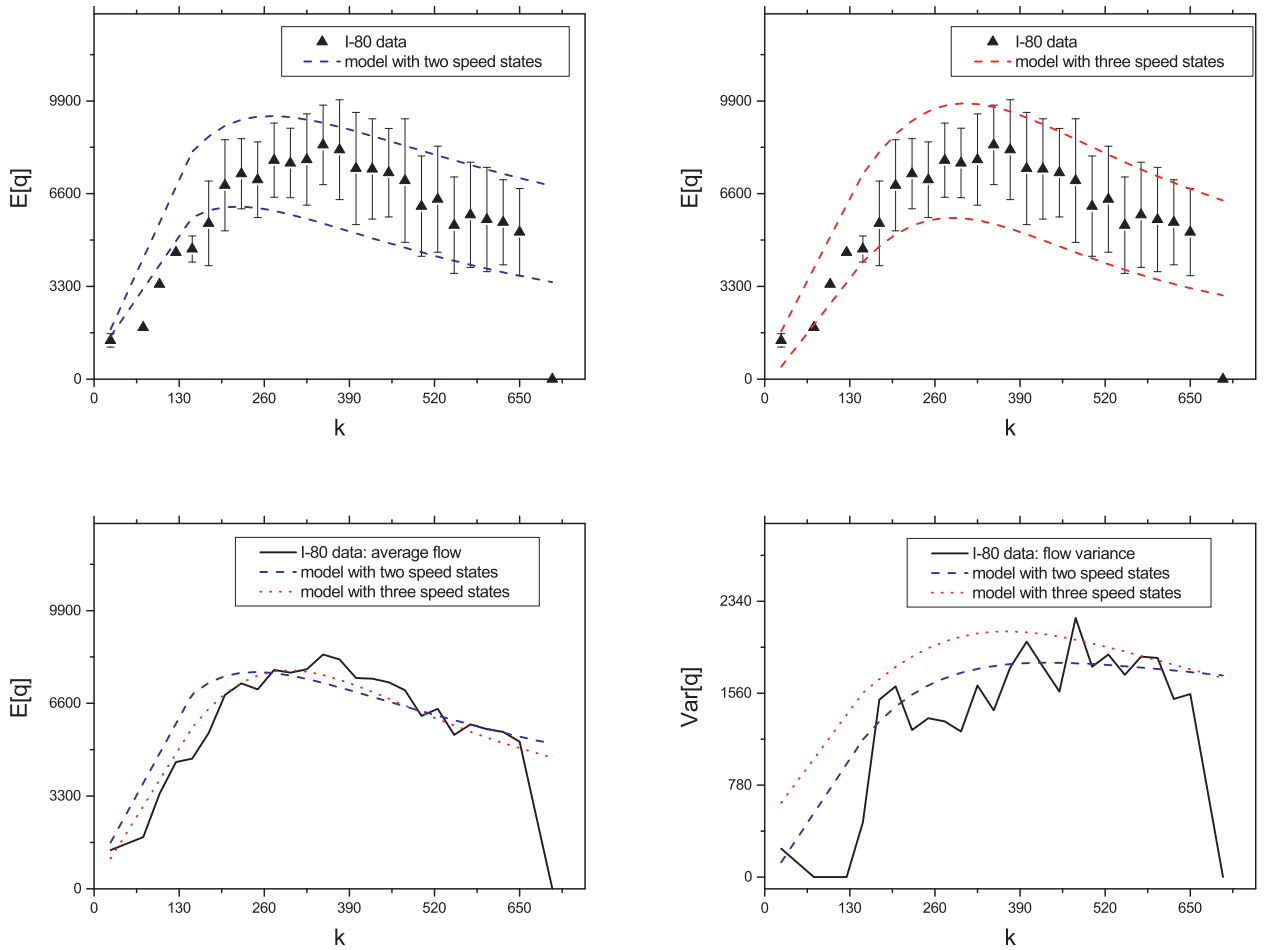 I-80 data
model with two speed states
9900
6600
3300
0
E[q]
0 130 260 390 520 650
k
I-80 data
model with three speed states
9900
6600
3300
0
E[q]
0 130 260 390 520 650
k
I-80 data: average flow
model with two speed states
model with three speed states
9900
6600
3300
0
E[q]
0 130 260 390 520 650
k
I-80 data: flow variance
model with two speed states
model with three speed states
2340
1560
780
0
Var[q]
0 130 260 390 520 650
k